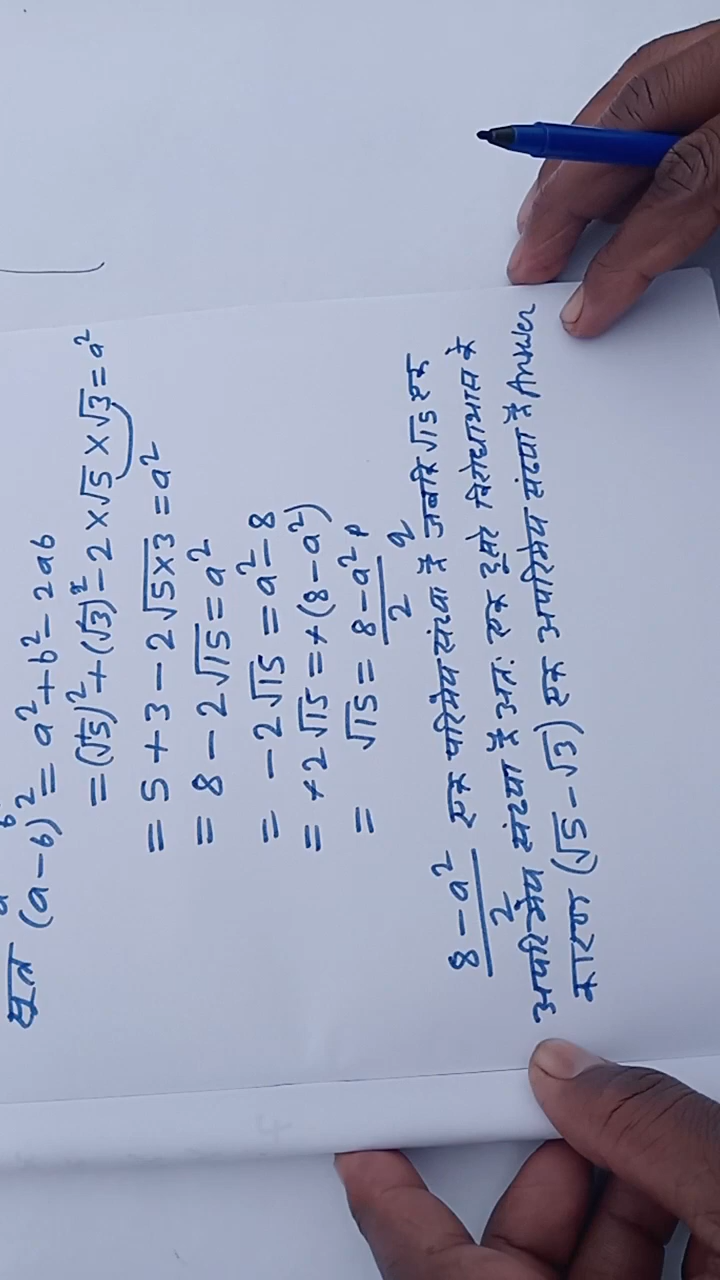 सूत्र (a-b)² = a² + b² - 2ab
= (√5)² + (√3)² - 2 × √5 × √3 = a²
= 5 + 3 - 2√5×3 = a²
= 8 - 2√15 = a²
= - 2√15 = a² - 8
= + 2√15 = + (8 - a²)
= √15 = 8 - a² / 2 p q
8 - a² / 2 एक परिमेय संख्या है जबकि √15 एक
अपरिमेय संख्या है अतः एक दूसरे विरोधाभास के
कारण (√5 - √3) एक अपरिमेय संख्या है Answer